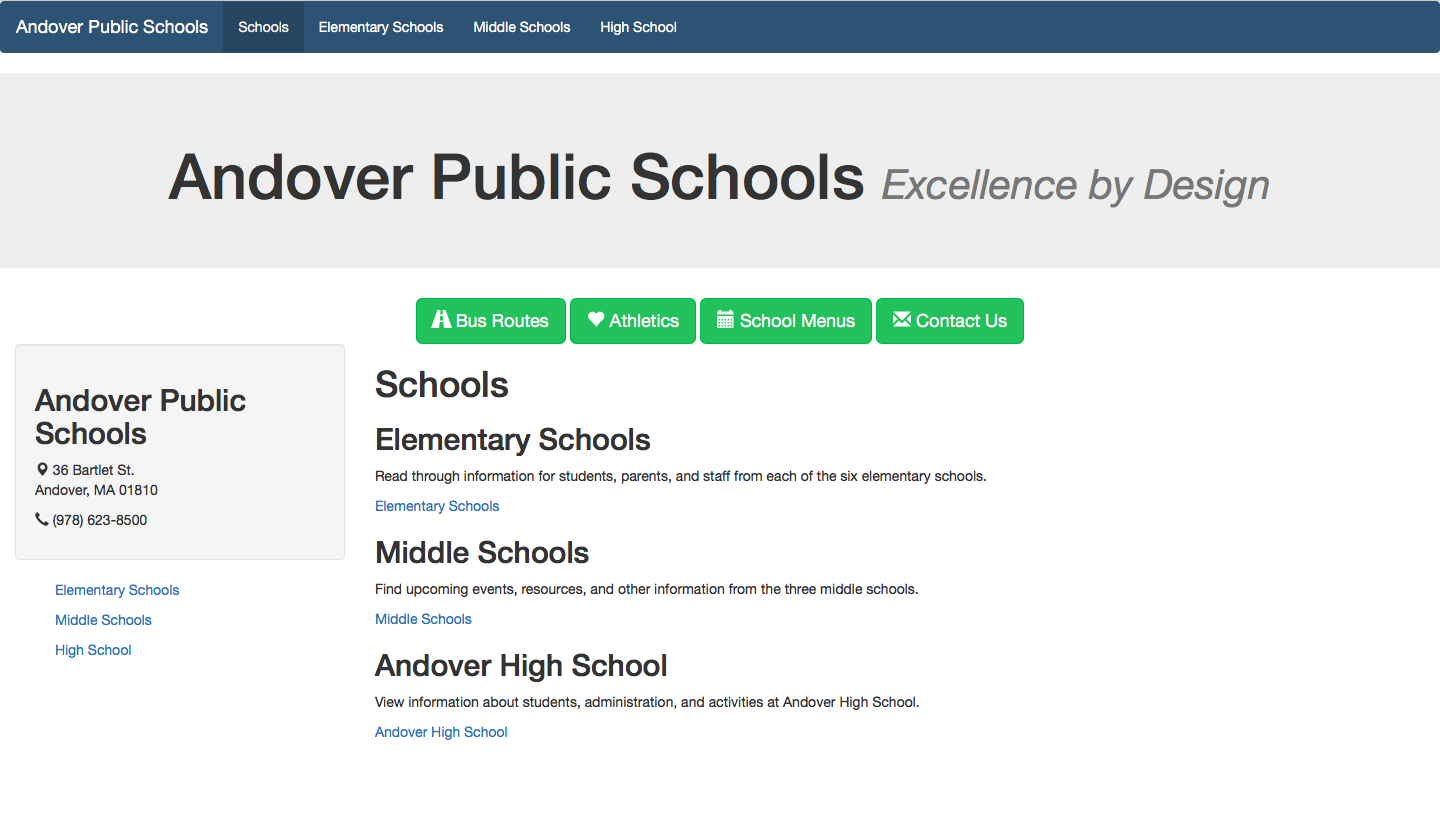 Andover Public Schools Schools Elementary Schools Middle Schools High School
Andover Public Schools Excellence by Design
Bus Routes Athletics School Menus Contact Us
Andover Public
Schools
36 Bartlet St.
Andover, MA 01810
(978) 623-8500
Elementary Schools
Middle Schools
High School
Schools
Elementary Schools
Read through information for students, parents, and staff from each of the six elementary schools.
Elementary Schools
Middle Schools
Find upcoming events, resources, and other information from the three middle schools.
Middle Schools
Andover High School
View information about students, administration, and activities at Andover High School.
Andover High School